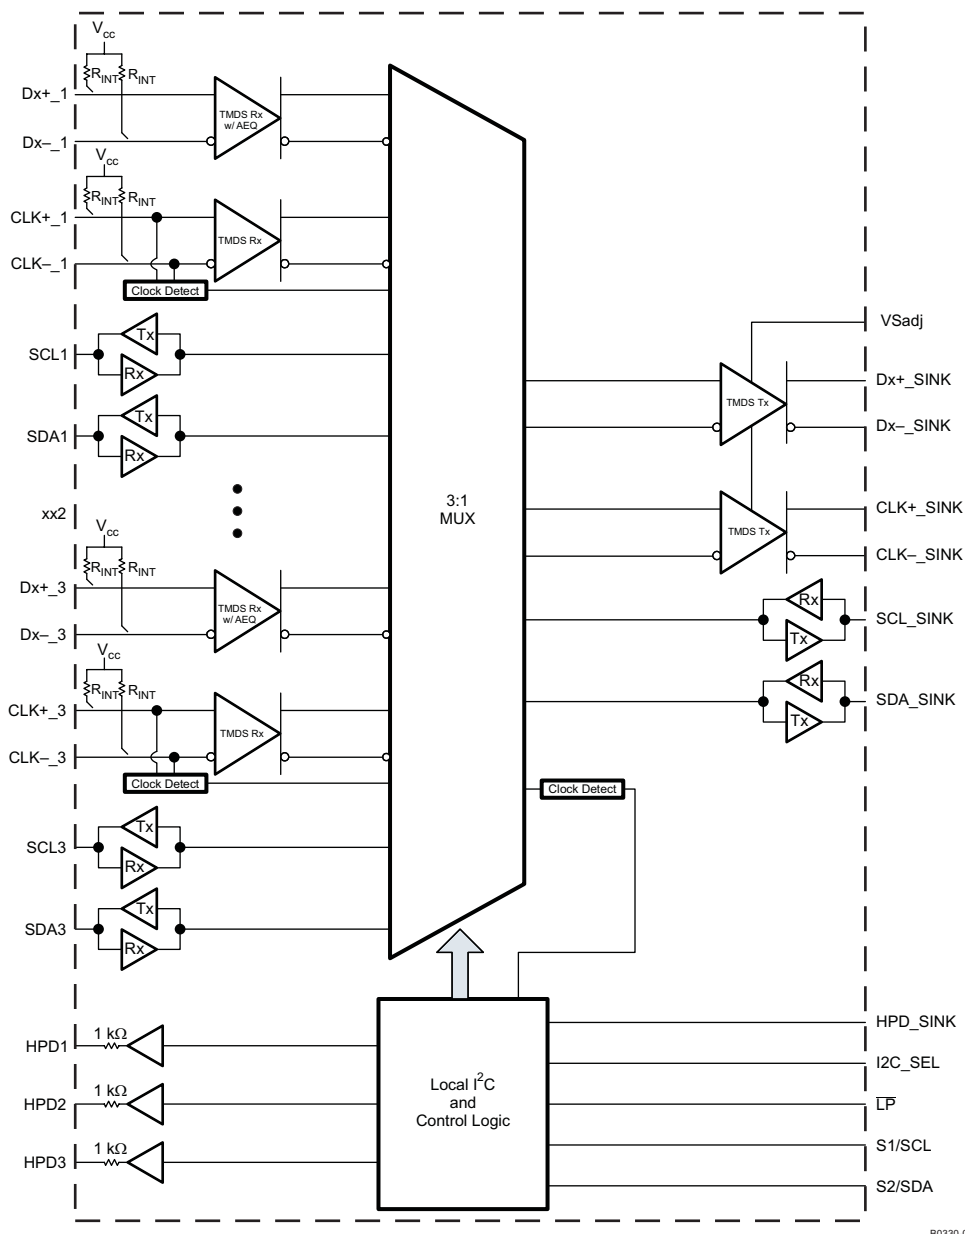 Vcc
RINT RINT
Dx+_1
TMDS Rx
w/ AEQ
Dx–_1
Vcc
RINT RINT
CLK+_1
TMDS Rx
CLK–_1
Clock Detect
Tx
SCL1
Rx
Tx
SDA1
Rx
xx2
Vcc
RINT RINT
Dx+_3
TMDS Rx
w/ AEQ
Dx–_3
Vcc
RINT RINT
CLK+_3
TMDS Rx
CLK–_3
Clock Detect
Tx
SCL3
Rx
Tx
SDA3
Rx
3:1
MUX
VSadj
Dx+_SINK
TMDS Tx
Dx–_SINK
CLK+_SINK
TMDS Tx
CLK–_SINK
Rx
SCL_SINK
Tx
Rx
SDA_SINK
Tx
Clock Detect
1 kΩ
HPD1
1 kΩ
HPD2
1 kΩ
HPD3
Local I²C
and
Control Logic
HPD_SINK
I2C_SEL
L̅P̅
S1/SCL
S2/SDA